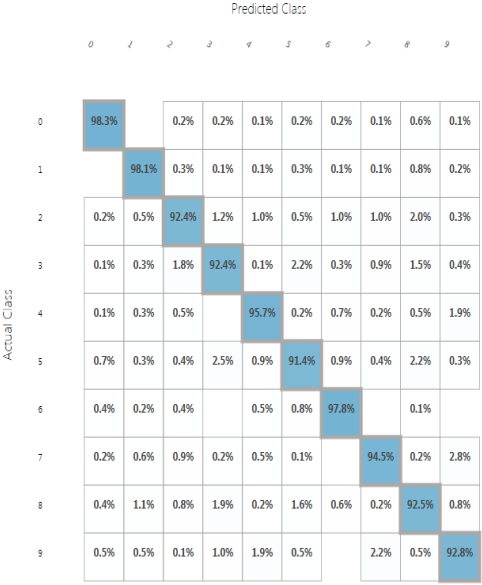 Predicted Class
0 1 2 3 4 5 6 7 8 9
Actual Class
0 98.3% 0.2% 0.2% 0.1% 0.2% 0.2% 0.1% 0.6% 0.1%
1 98.1% 0.3% 0.1% 0.1% 0.3% 0.1% 0.1% 0.8% 0.2%
2 0.2% 0.5% 92.4% 1.2% 1.0% 0.5% 1.0% 1.0% 2.0% 0.3%
3 0.1% 0.3% 1.8% 92.4% 0.1% 2.2% 0.3% 0.9% 1.5% 0.4%
4 0.1% 0.3% 0.5% 95.7% 0.2% 0.7% 0.2% 0.5% 1.9%
5 0.7% 0.3% 0.4% 2.5% 0.9% 91.4% 0.9% 0.4% 2.2% 0.3%
6 0.4% 0.2% 0.4% 0.5% 0.8% 97.8% 0.1%
7 0.2% 0.6% 0.9% 0.2% 0.5% 0.1% 94.5% 0.2% 2.8%
8 0.4% 1.1% 0.8% 1.9% 0.2% 1.6% 0.6% 0.2% 92.5% 0.8%
9 0.5% 0.5% 0.1% 1.0% 1.9% 0.5% 2.2% 0.5% 92.8%